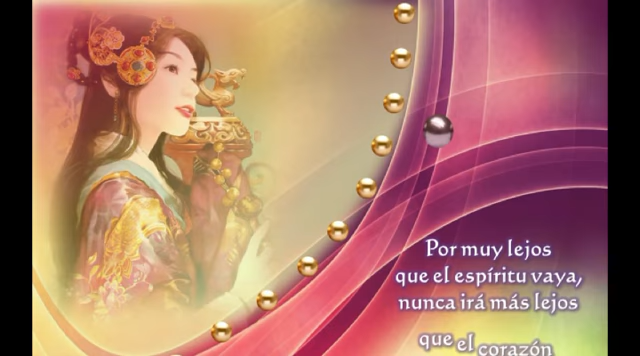 Por muy lejos
que el espíritu vaya,
nunca irá más lejos
que el corazón